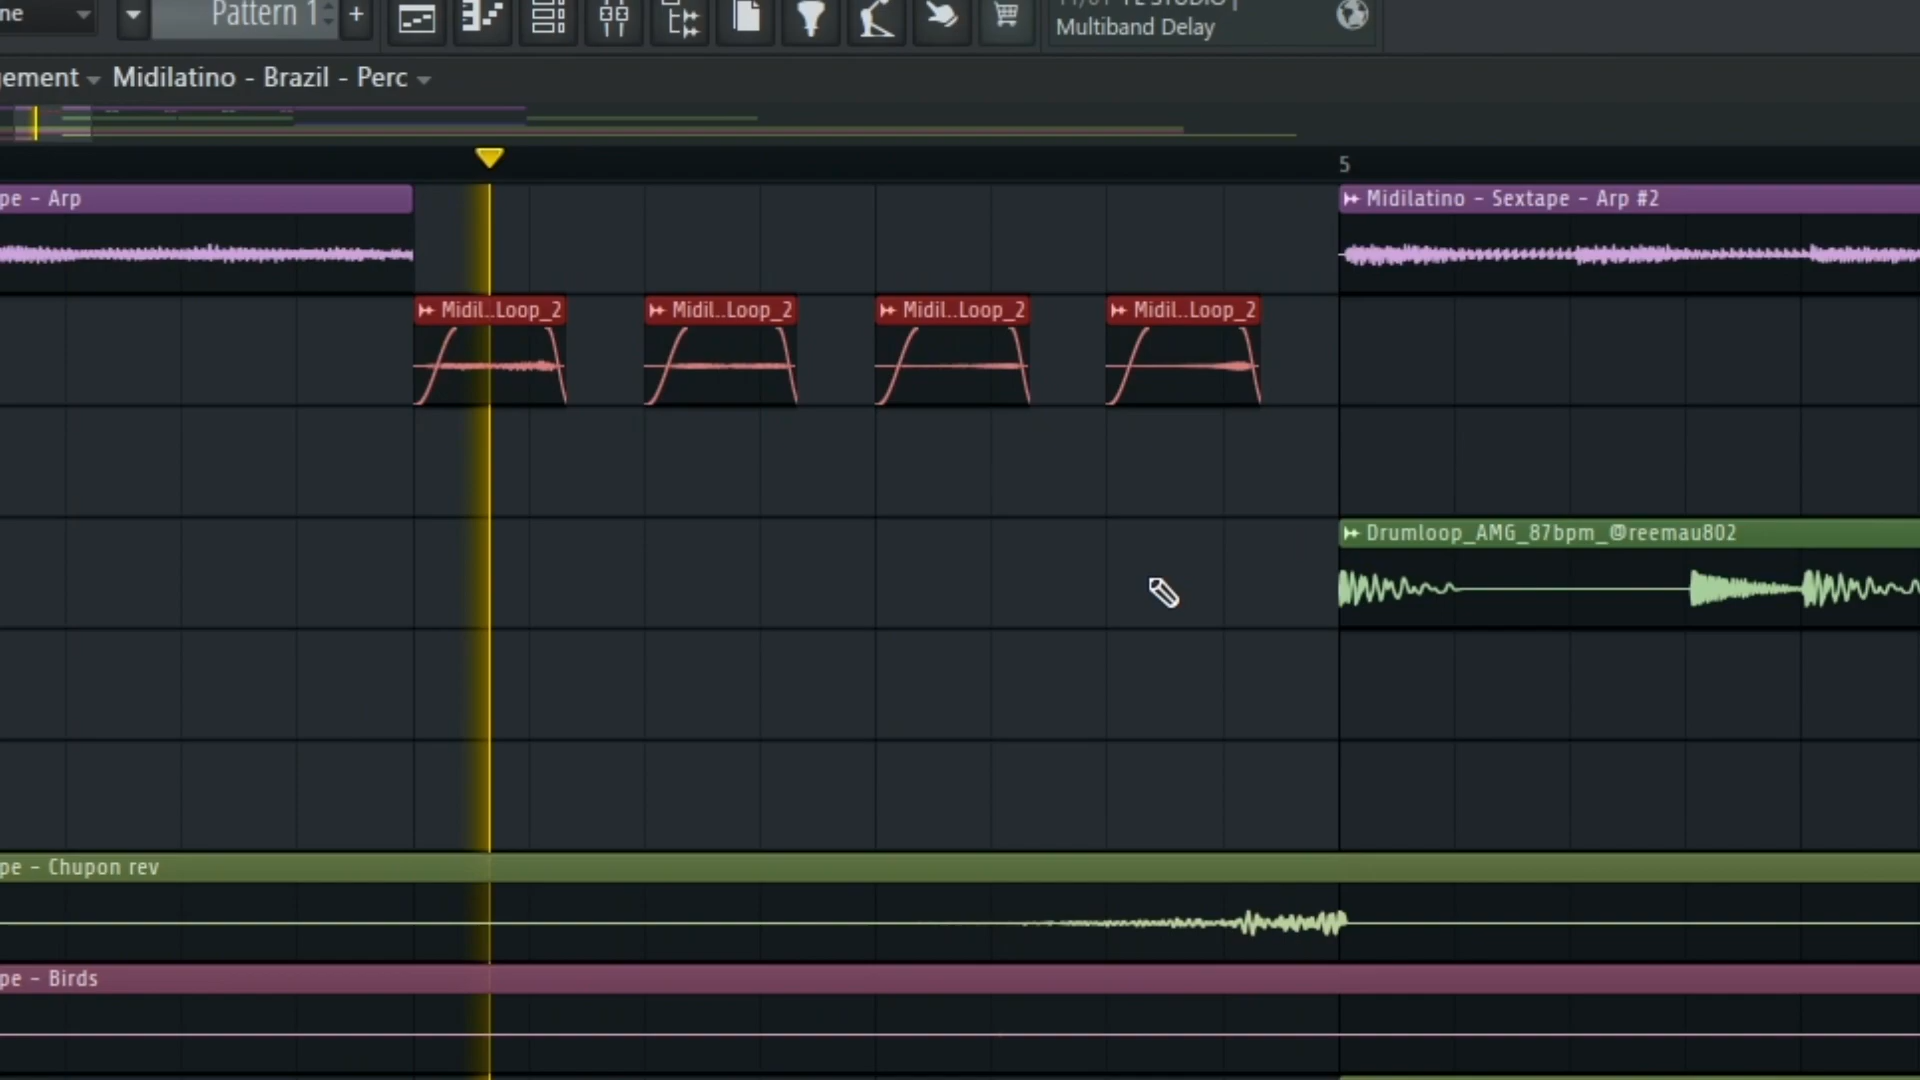 ne
Pattern 1
+
Multiband Delay
ement
Midilatino - Brazil - Perc
5
pe - Arp
Midilatino - Sextape - Arp #2
Midil..Loop_2
Midil..Loop_2
Midil..Loop_2
Midil..Loop_2
Drumloop_AMG_87bpm_@reemau802
pe - Chupon rev
pe - Birds